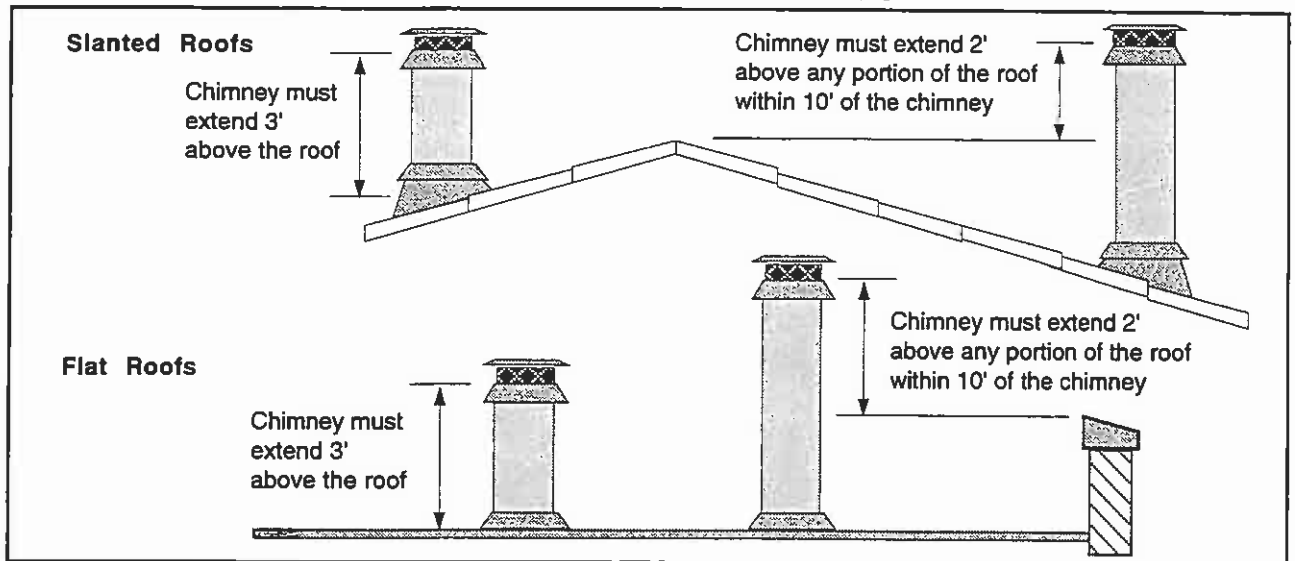 Slanted Roofs
Chimney must
extend 3'
above the roof
Chimney must extend 2'
above any portion of the roof
within 10' of the chimney
Flat Roofs
Chimney must
extend 3'
above the roof
Chimney must extend 2'
above any portion of the roof
within 10' of the chimney